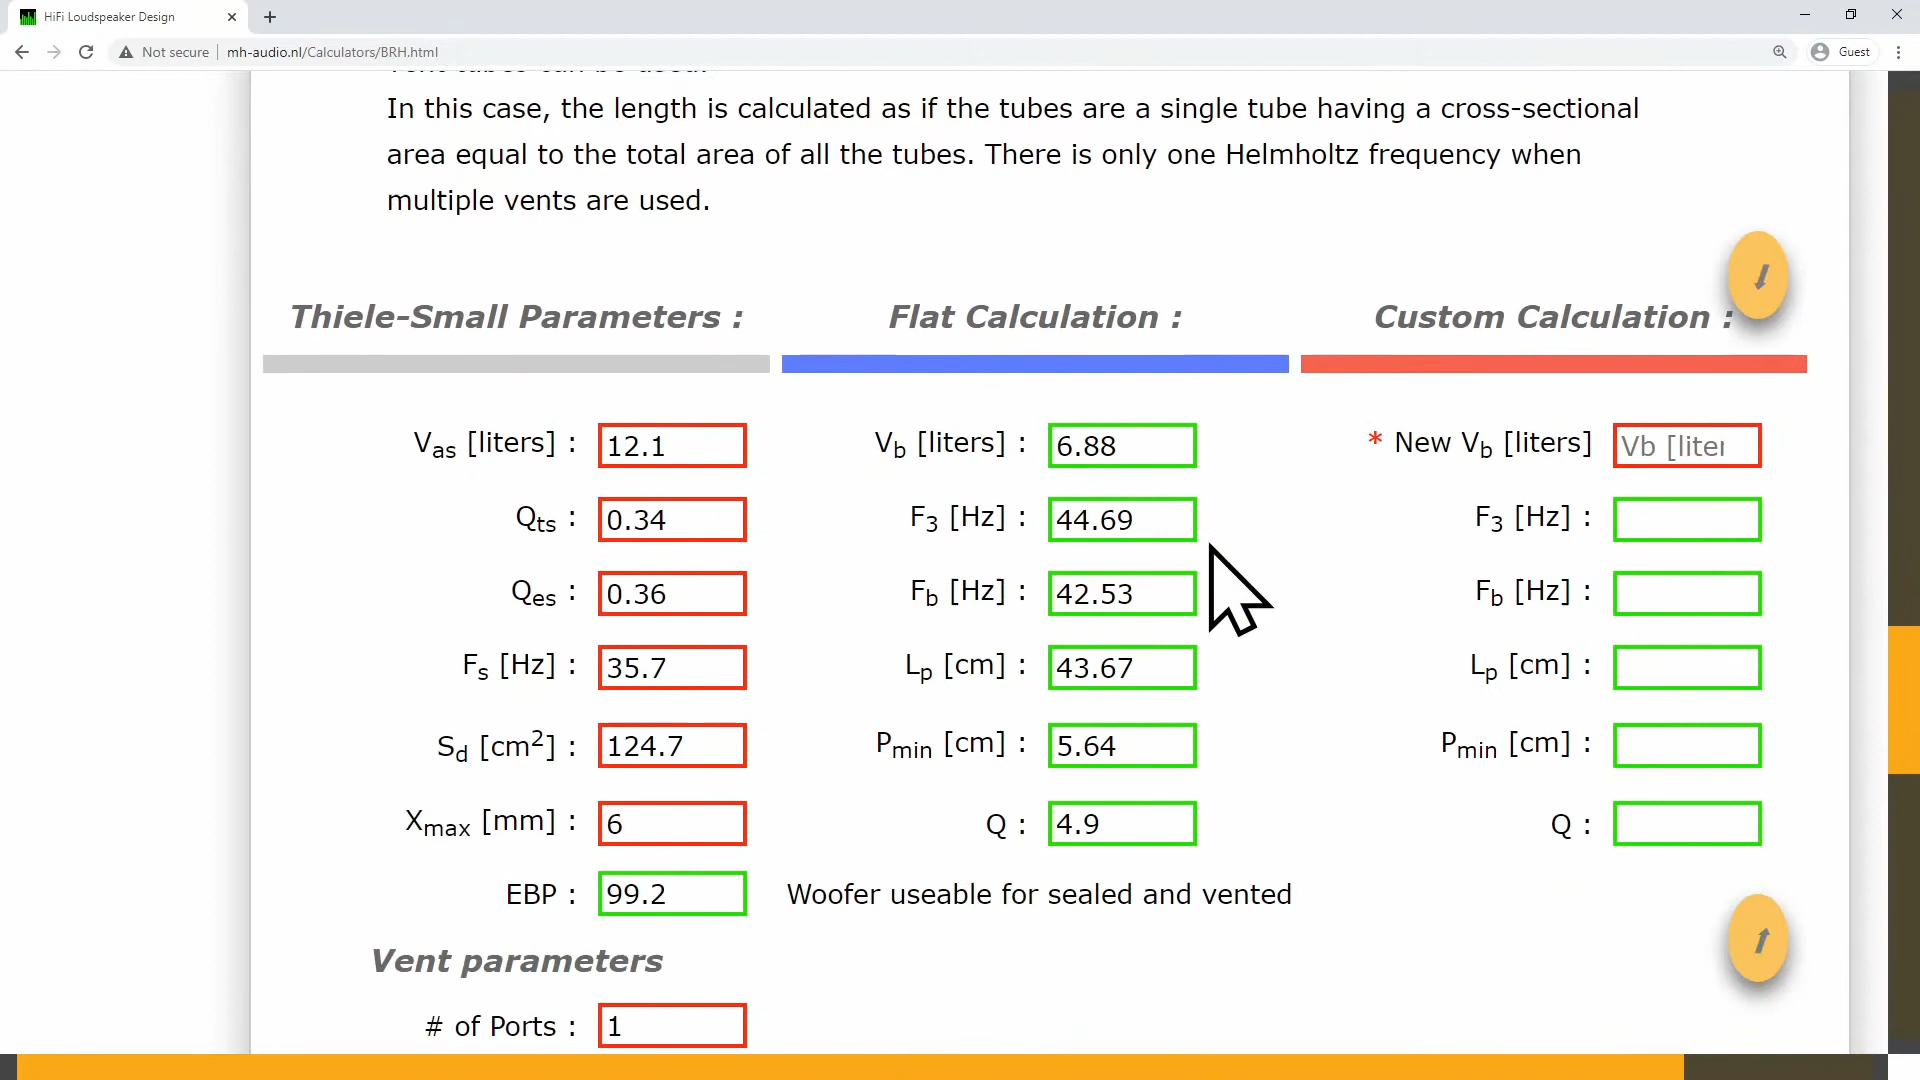 HiFi Loudspeaker Design
Not secure
mh-audio.nl/Calculators/BRH.html
Guest
Vent tubes can be used.
In this case, the length is calculated as if the tubes are a single tube having a cross-sectional
area equal to the total area of all the tubes. There is only one Helmholtz frequency when
multiple vents are used.
Thiele-Small Parameters : Flat Calculation : Custom Calculation :
Vas [liters] : 12.1 Vb [liters] : 6.88 * New Vb [liters] Vb [liter
Qts : 0.34 F3 [Hz] : 44.69 F3 [Hz] :
Qes : 0.36 Fb [Hz] : 42.53 Fb [Hz] :
Fs [Hz] : 35.7 Lp [cm] : 43.67 Lp [cm] :
Sd [cm2] : 124.7 Pmin [cm] : 5.64 Pmin [cm] :
Xmax [mm] : 6 Q : 4.9 Q :
EBP : 99.2 Woofer useable for sealed and vented
Vent parameters
# of Ports : 1